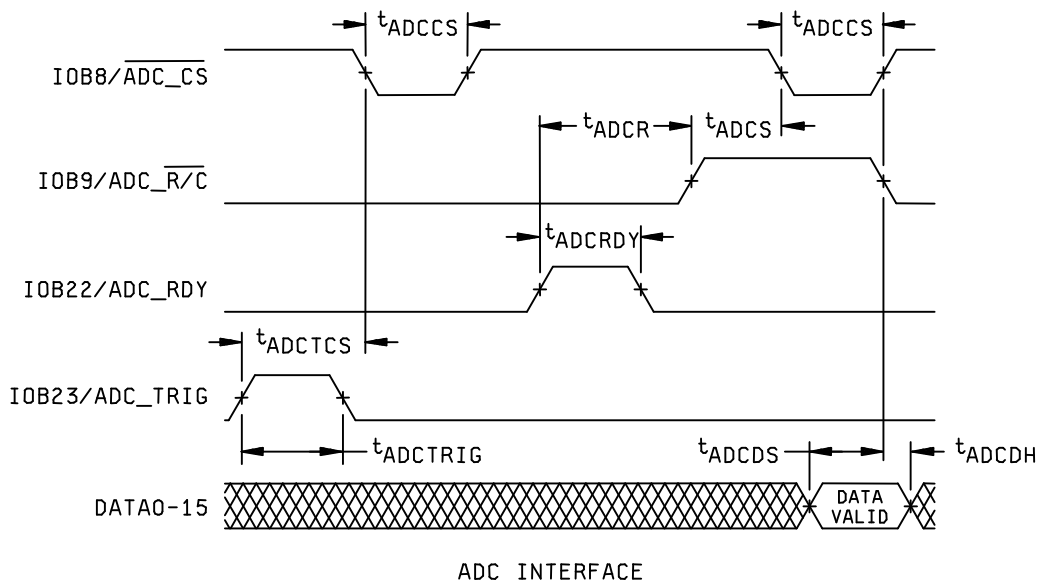 tADCCS tADCCS
IOB8/ADC_CS
tADCR tADCS
IOB9/ADC_R/C
tADCRDY
IOB22/ADC_RDY
tADCTCS
IOB23/ADC_TRIG
tADCTRIG tADCDS tADCDH
DATA0-15
DATA
VALID
ADC INTERFACE